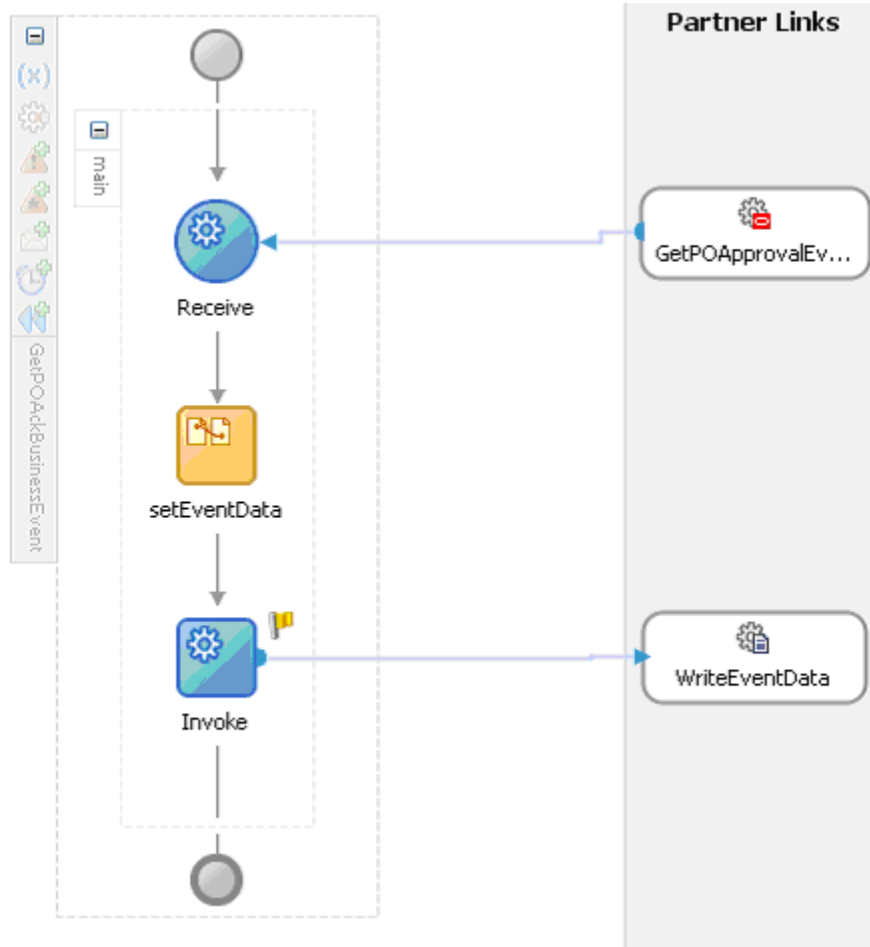 Partner Links
(x)
main
Receive
GetPOApprovalEv...
GetPOAckBusinessEvent
setEventData
Invoke
WriteEventData